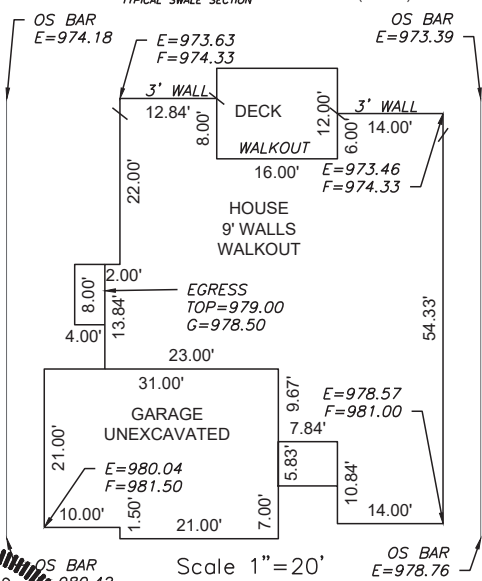 TYPICAL SWALE SECTION
OS BAR
E=974.18
OS BAR
E=973.39
E=973.63
F=974.33
3' WALL
12.84'
8.00'
DECK
12.00'
3' WALL
14.00'
6.00'
WALKOUT
16.00'
E=973.46
F=974.33
22.00'
HOUSE
9' WALLS
WALKOUT
2.00'
8.00'
4.00'
13.84'
EGRESS
TOP=979.00
G=978.50
54.33'
23.00'
31.00'
9.67'
E=978.57
F=981.00
GARAGE
UNEXCAVATED
7.84'
21.00'
5.83'
10.84'
E=980.04
F=981.50
10.00'
1.50'
21.00'
7.00'
14.00'
Scale 1"=20'
OS BAR
OS BAR
E=978.76